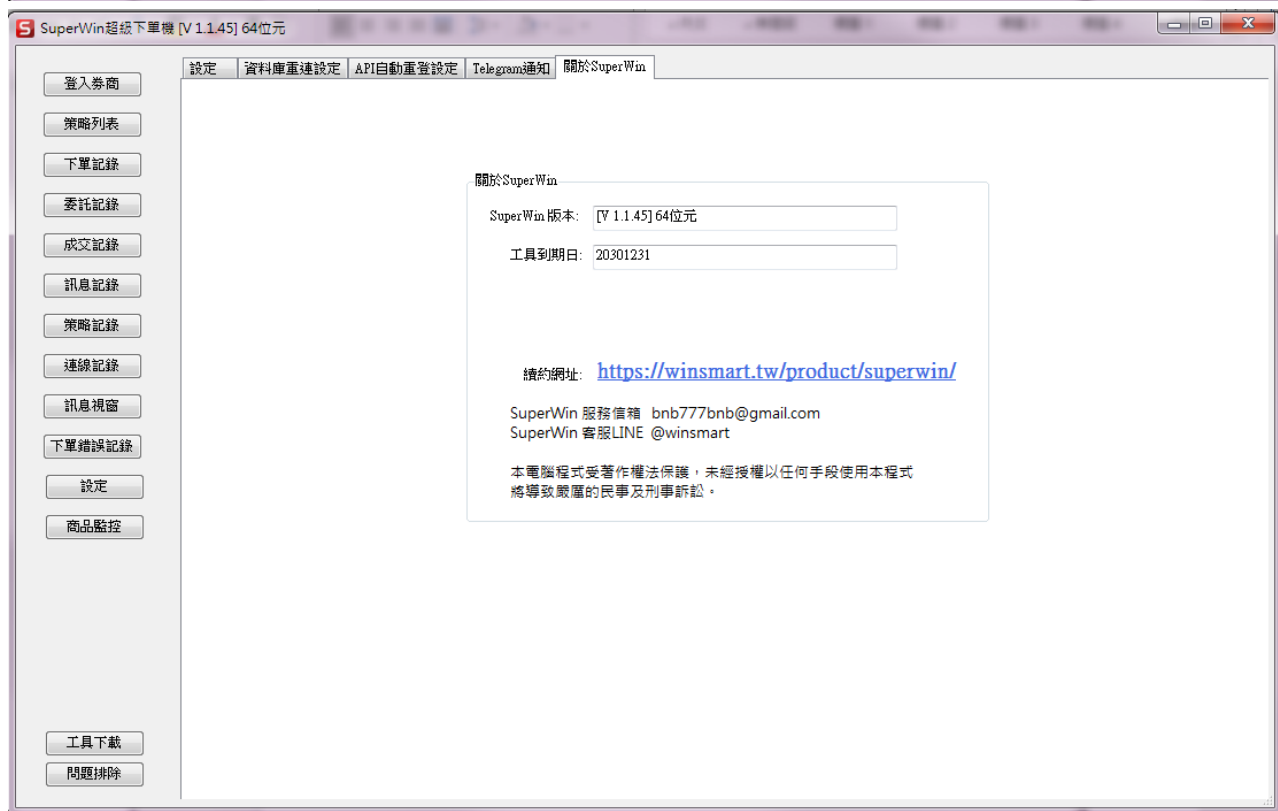 SuperWin超級下單機 [V 1.1.45] 64位元
設定 資料庫重連設定 API自動重登設定 Telegram通知 關於SuperWin
登入券商
策略列表
下單記錄
委託記錄
成交記錄
訊息記錄
策略記錄
連線記錄
訊息視窗
下單錯誤記錄
設定
商品監控
工具下載
問題排除
關於SuperWin
SuperWin 版本: [V 1.1.45] 64位元
工具到期日: 20301231
續約網址: https://winsmart.tw/product/superwin/
SuperWin 服務信箱 bnb777bnb@gmail.com
SuperWin 客服LINE @winsmart
本電腦程式受著作權法保護，未經授權以任何手段使用本程式
將導致嚴厲的民事及刑事訴訟。